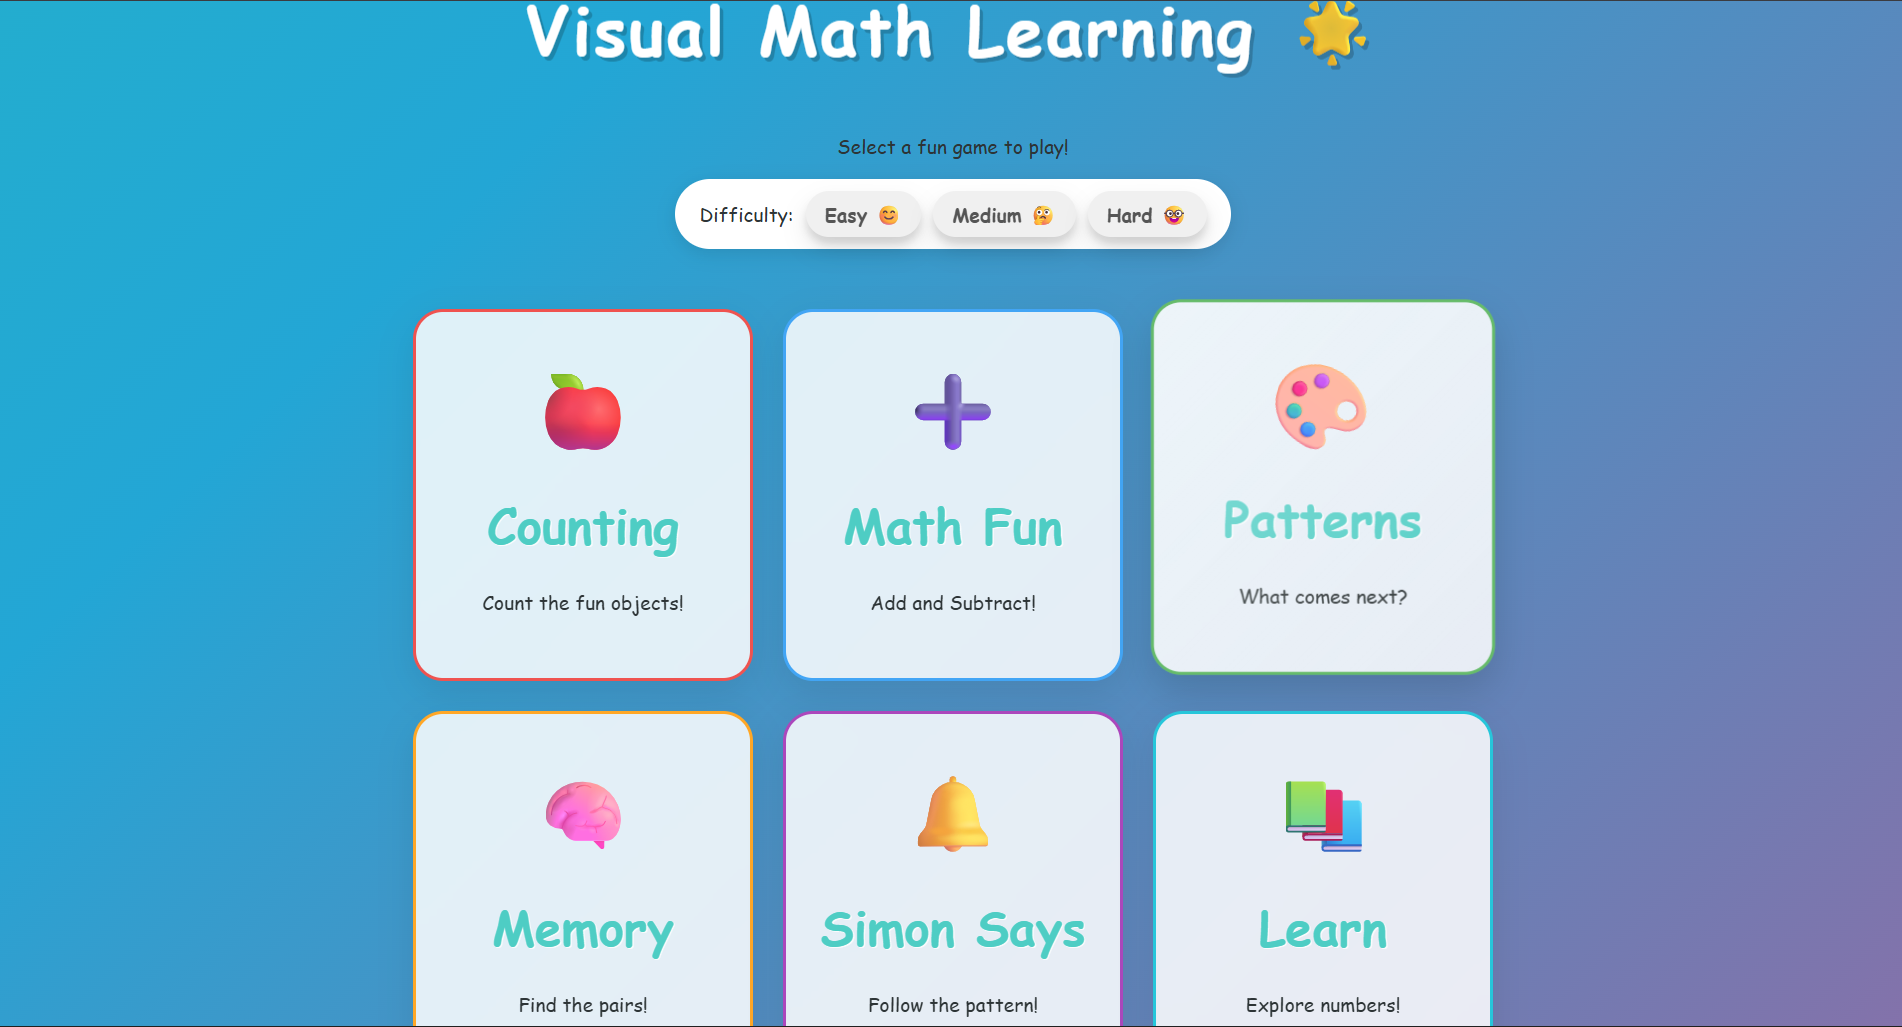 Visual Math Learning
Select a fun game to play!
Difficulty: Easy Medium Hard
Counting
Count the fun objects!
Math Fun
Add and Subtract!
Patterns
What comes next?
Memory
Find the pairs!
Simon Says
Follow the pattern!
Learn
Explore numbers!